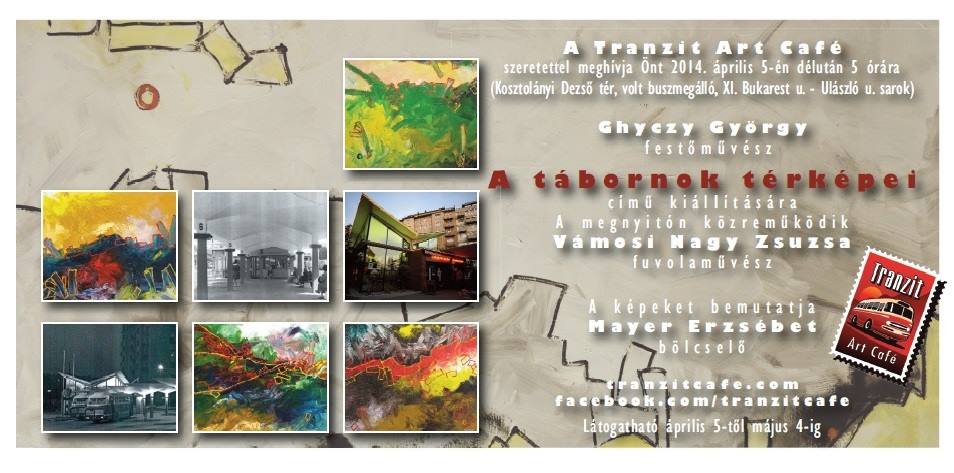 A Tranzit Art Café
szeretettel meghívja Önt 2014. április 5-én délután 5 órára
(Kosztolányi Dezső tér, volt buszmegálló, XI. Bukarest u. - Ulászló u. sarok)
Ghyczy György
festőművész
A tábornok térképei
című kiállítására
A megnyitón közreműködik
Vámosi Nagy Zsuzsa
fuvolaművész
A képeket bemutatja
Mayer Erzsébet
bölcselő
tranzitcafe.com
facebook.com/tranzitcafe
Látogatható április 5-től május 4-ig
Tranzit
Art Café